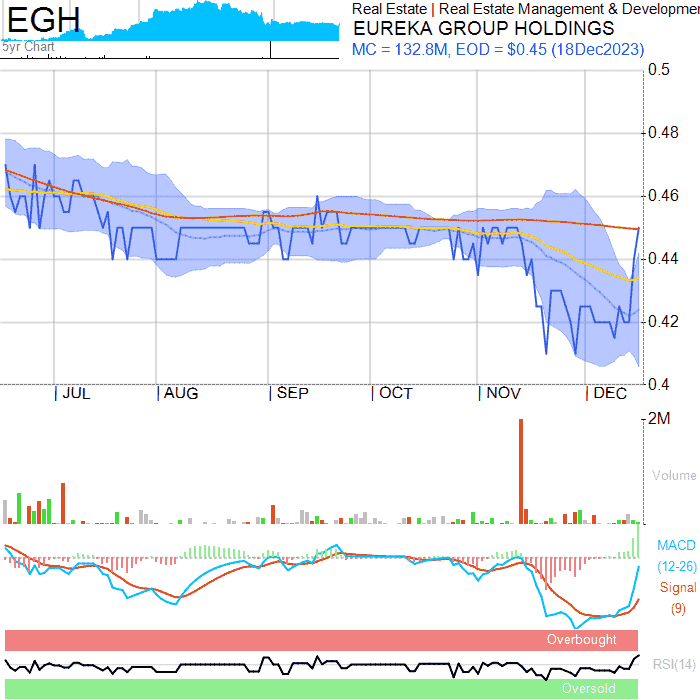 EGH
5yr Chart
Real Estate | Real Estate Management & Developmen
EUREKA GROUP HOLDINGS
MC = 132.8M, EOD = $0.45 (18Dec2023)
0.5
0.48
0.46
0.44
0.42
0.4
JUL AUG SEP OCT NOV DEC
2M
Volume
MACD
(12-26)
Signal
(9)
Overbought
RSI(14)
Oversold